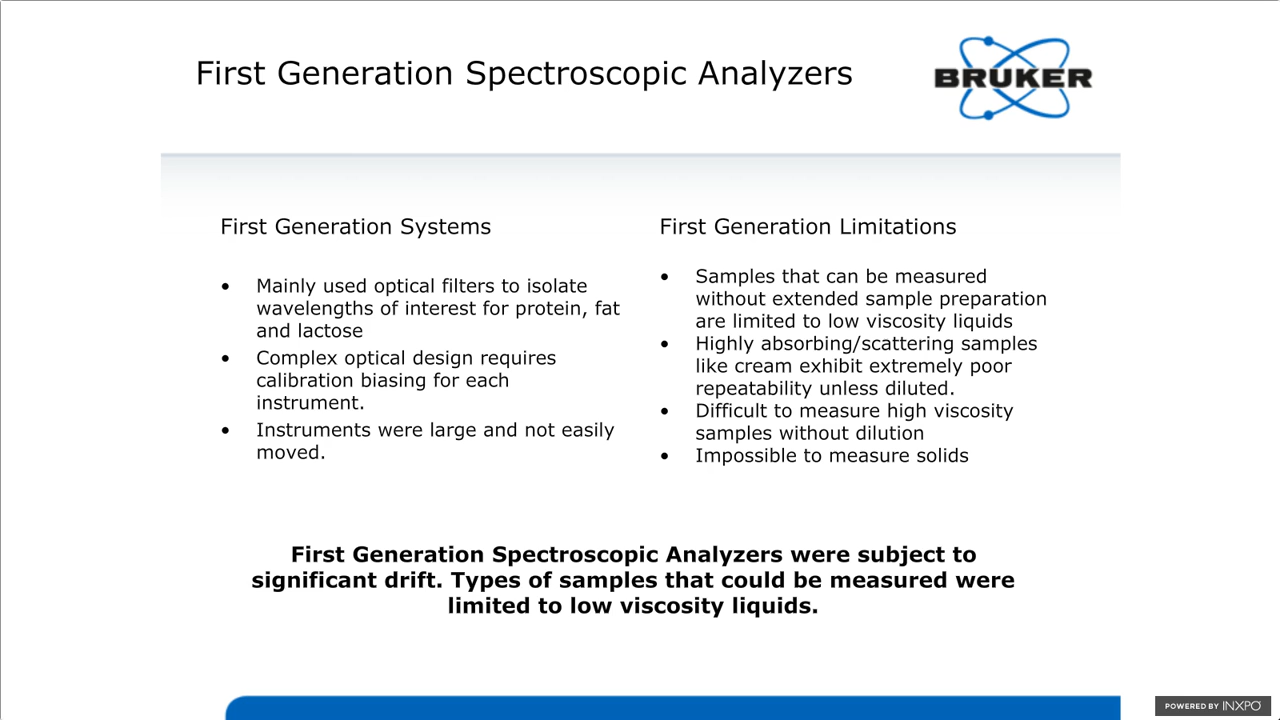 First Generation Spectroscopic Analyzers
BRUKER
First Generation Systems
• Mainly used optical filters to isolate
wavelengths of interest for protein, fat
and lactose
• Complex optical design requires
calibration biasing for each
instrument.
• Instruments were large and not easily
moved.
First Generation Limitations
• Samples that can be measured
without extended sample preparation
are limited to low viscosity liquids
• Highly absorbing/scattering samples
like cream exhibit extremely poor
repeatability unless diluted.
• Difficult to measure high viscosity
samples without dilution
• Impossible to measure solids
First Generation Spectroscopic Analyzers were subject to
significant drift. Types of samples that could be measured were
limited to low viscosity liquids.
POWERED BY INXPO